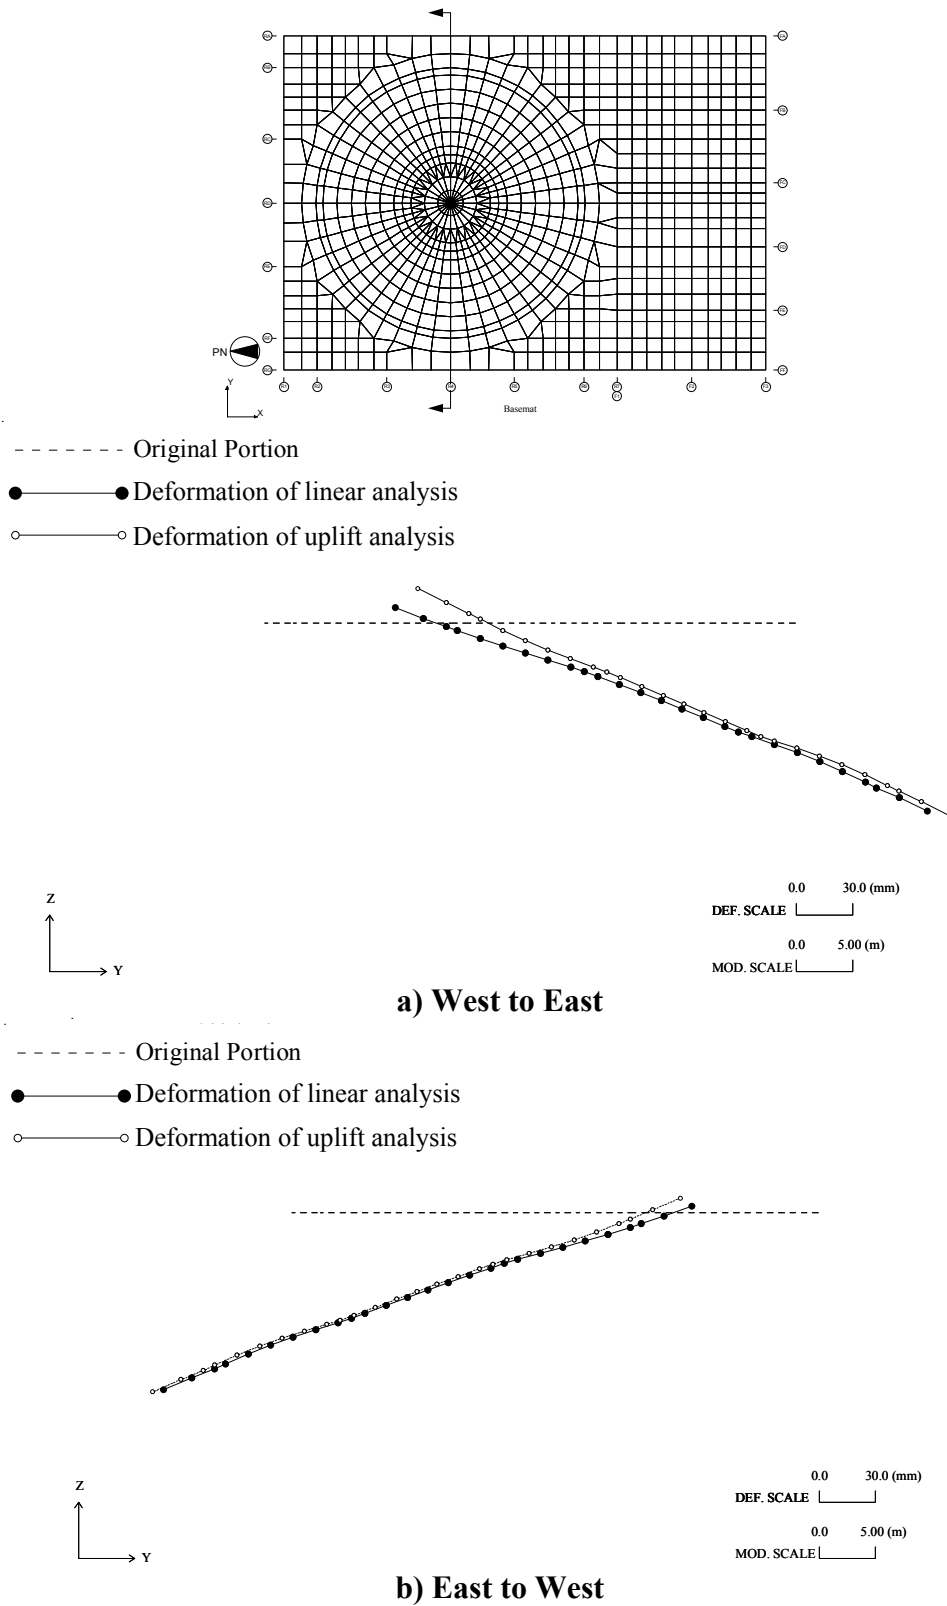 PN
Y
X
Basemat
Original Portion
Deformation of linear analysis
Deformation of uplift analysis
Z
Y
0.0 30.0 (mm)
DEF. SCALE
0.0 5.00 (m)
MOD. SCALE
a) West to East
Original Portion
Deformation of linear analysis
Deformation of uplift analysis
Z
Y
0.0 30.0 (mm)
DEF. SCALE
0.0 5.00 (m)
MOD. SCALE
b) East to West